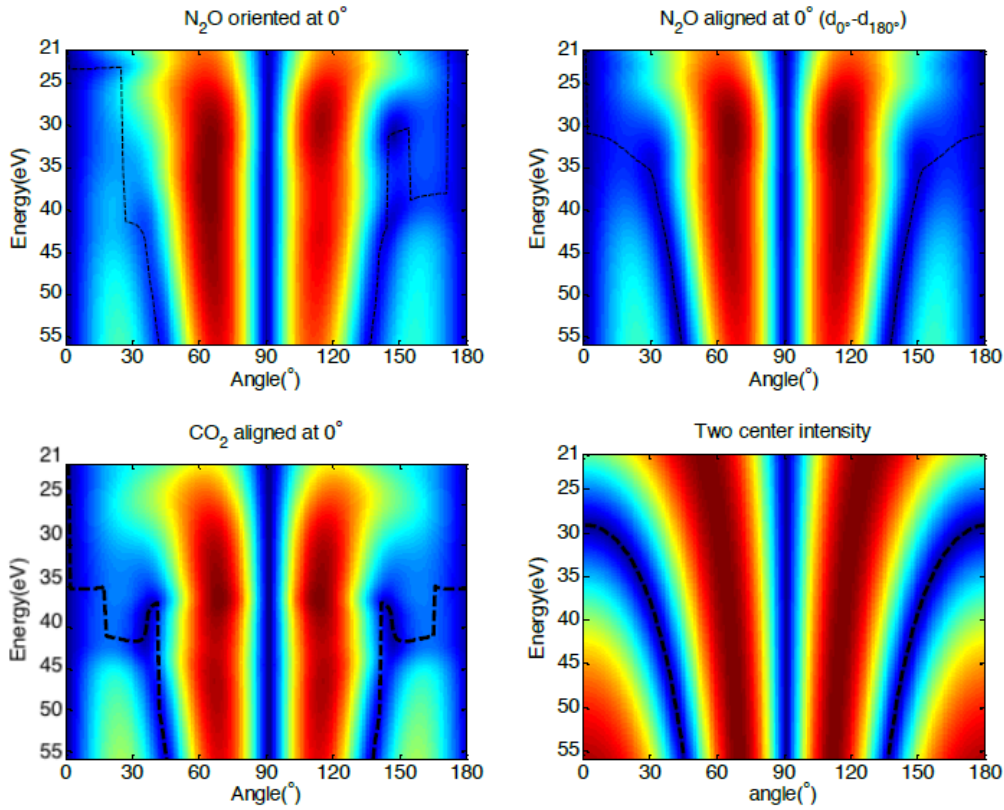 N₂O oriented at 0°
21
25
30
35
40
45
50
55
Energy(eV)
0 30 60 90 120 150 180
Angle(°)
N₂O aligned at 0° (d₀°-d₁₈₀°)
21
25
30
35
40
45
50
55
Energy(eV)
0 30 60 90 120 150 180
Angle(°)
CO₂ aligned at 0°
21
25
30
35
40
45
50
55
Energy(eV)
0 30 60 90 120 150 180
Angle(°)
Two center intensity
21
25
30
35
40
45
50
55
Energy(eV)
0 30 60 90 120 150 180
angle(°)